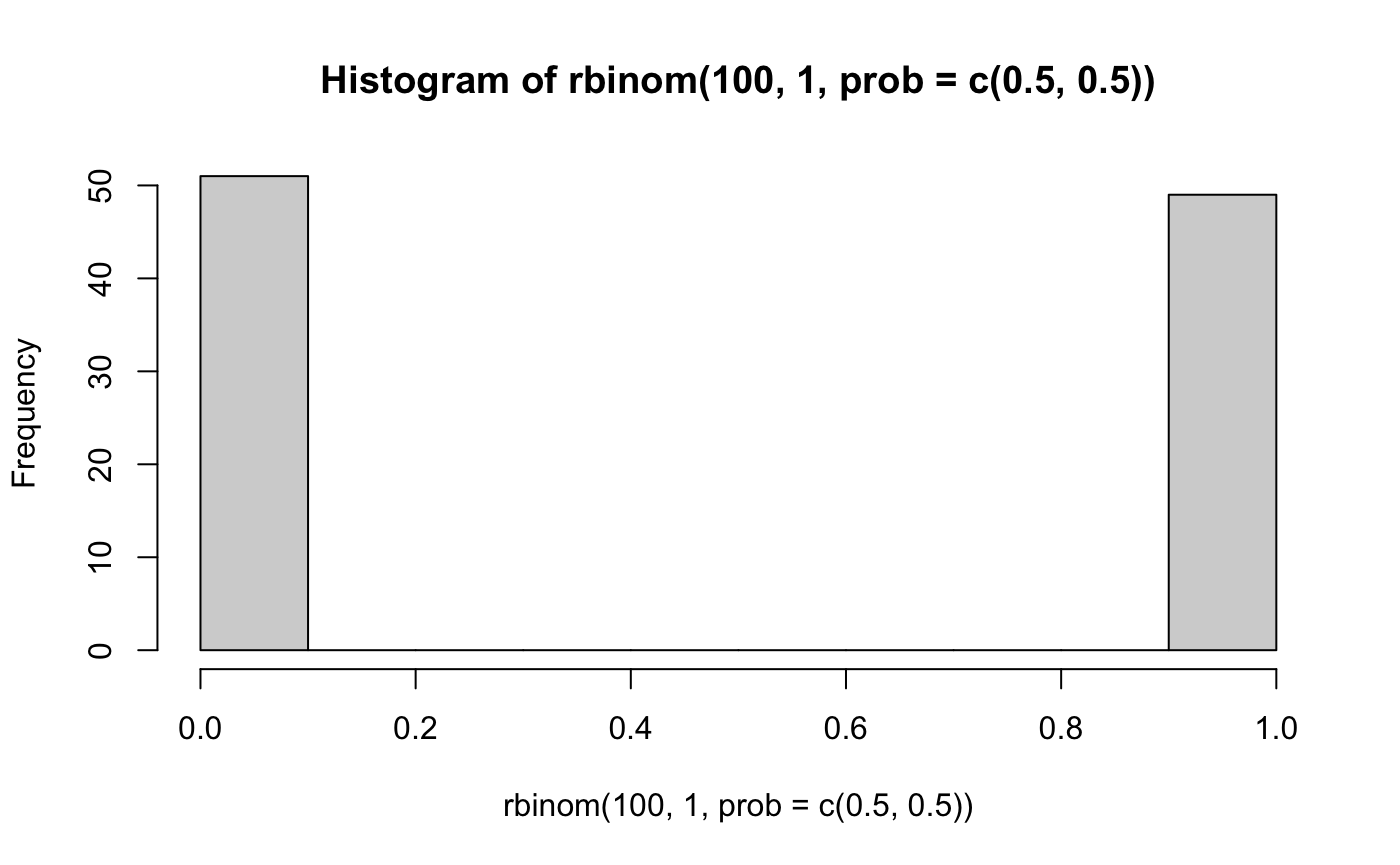 Histogram of rbinom(100, 1, prob = c(0.5, 0.5))
Frequency
50
40
30
20
10
0
0.0 0.2 0.4 0.6 0.8 1.0
rbinom(100, 1, prob = c(0.5, 0.5))